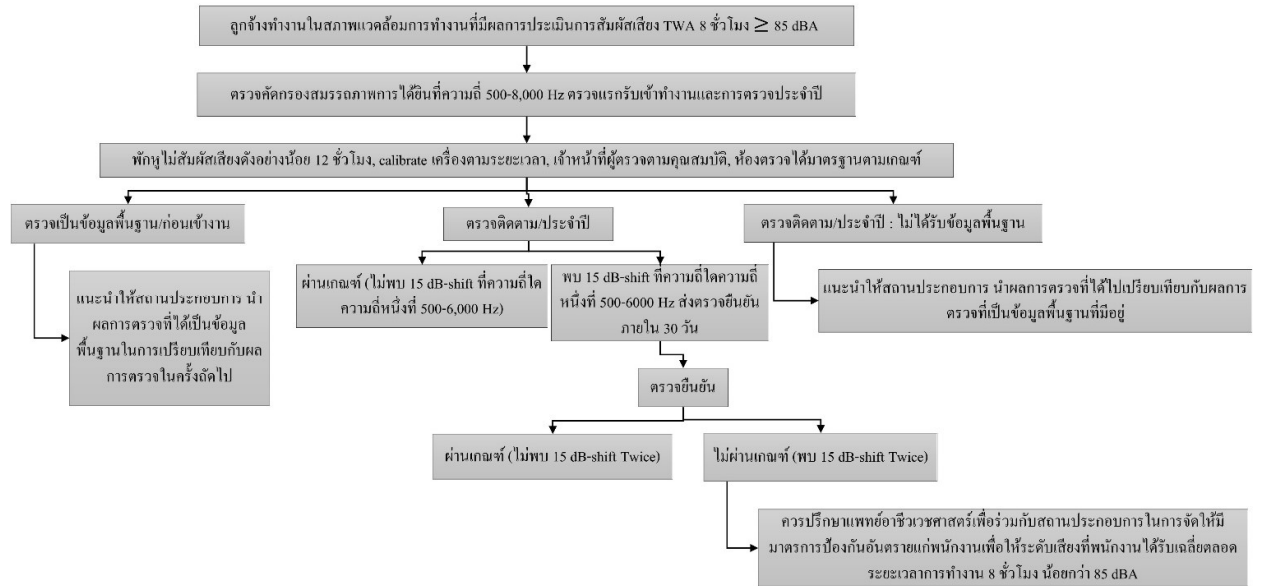 ลูกจ้างทำงานในสภาพแวดล้อมการทำงานที่มีผลการประเมินการสัมผัสเสียง TWA 8 ชั่วโมง ≥ 85 dBA
ตรวจคัดกรองสมรรถภาพการได้ยินที่ความถี่ 500-8,000 Hz ตรวจแรกรับเข้าทำงานและการตรวจประจำปี
พักหูไม่สัมผัสเสียงดังอย่างน้อย 12 ชั่วโมง, calibrate เครื่องตามระยะเวลา, เจ้าหน้าที่ผู้ตรวจตามคุณสมบัติ, ห้องตรวจได้มาตรฐานตามเกณฑ์
ตรวจเป็นข้อมูลพื้นฐาน/ก่อนเข้างาน
แนะนำให้สถานประกอบการ นำ
ผลการตรวจที่ได้เป็นข้อมูล
พื้นฐานในการเปรียบเทียบกับผล
การตรวจในครั้งถัดไป
ตรวจติดตาม/ประจำปี
ผ่านเกณฑ์ (ไม่พบ 15 dB-shift ที่ความถี่ใด
ความถี่หนึ่งที่ 500-6,000 Hz)
พบ 15 dB-shift ที่ความถี่ใดความถี่
หนึ่งที่ 500-6000 Hz ส่งตรวจยืนยัน
ภายใน 30 วัน
ตรวจติดตาม/ประจำปี : ไม่ได้รับข้อมูลพื้นฐาน
แนะนำให้สถานประกอบการ นำผลการตรวจที่ได้ไปเปรียบเทียบกับผลการ
ตรวจที่เป็นข้อมูลพื้นฐานที่มีอยู่
ตรวจยืนยัน
ผ่านเกณฑ์ (ไม่พบ 15 dB-shift Twice)
ไม่ผ่านเกณฑ์ (พบ 15 dB-shift Twice)
ควรปรึกษาแพทย์อาชีวเวชศาสตร์เพื่อร่วมกับสถานประกอบการในการจัดให้มี
มาตรการป้องกันอันตรายแก่พนักงานเพื่อให้ระดับเสียงที่พนักงานได้รับเฉลี่ยตลอด
ระยะเวลาการทำงาน 8 ชั่วโมง น้อยกว่า 85 dBA